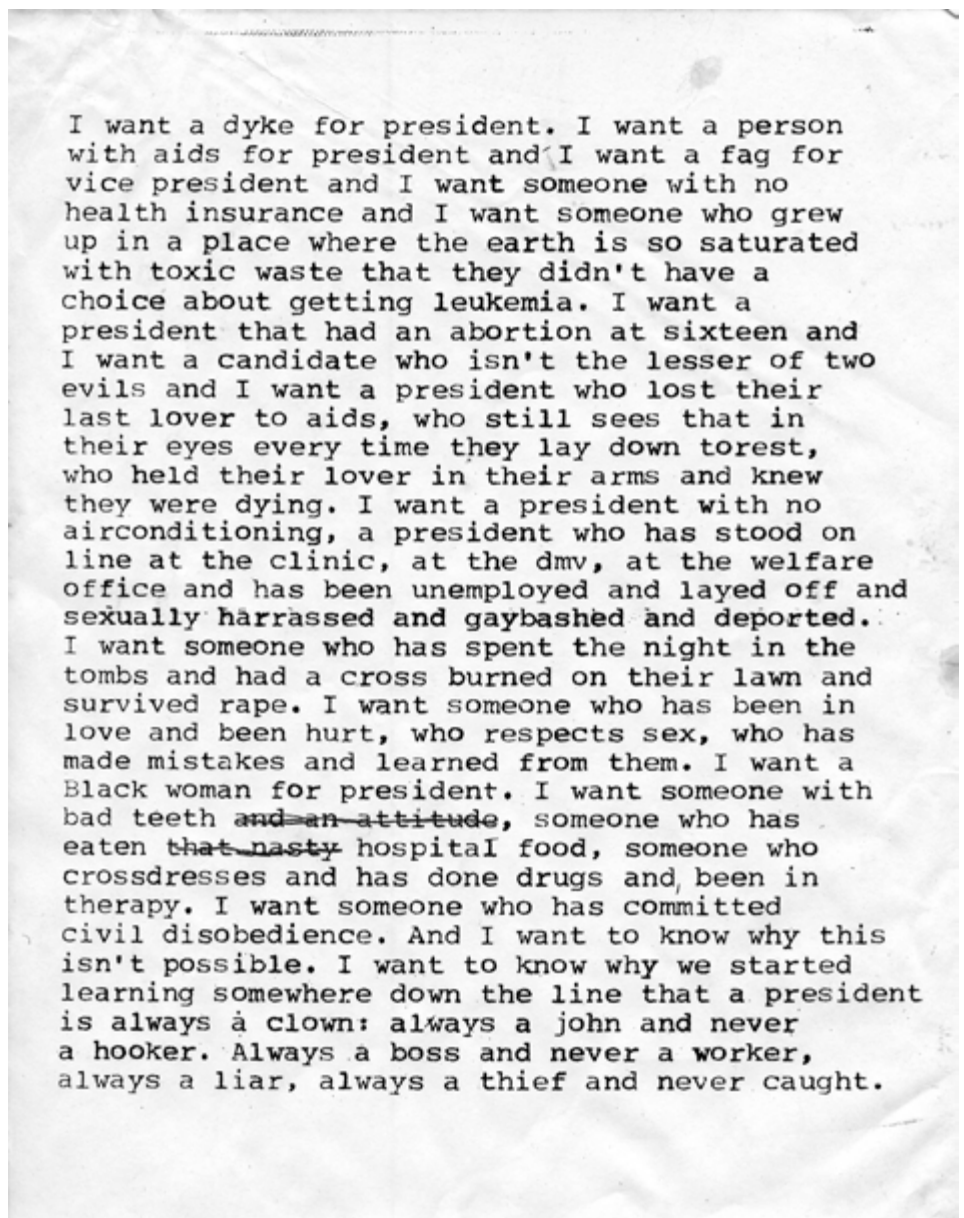 I want a dyke for president. I want a person
with aids for president and I want a fag for
vice president and I want someone with no
health insurance and I want someone who grew
up in a place where the earth is so saturated
with toxic waste that they didn't have a
choice about getting leukemia. I want a
president that had an abortion at sixteen and
I want a candidate who isn't the lesser of two
evils and I want a president who lost their
last lover to aids, who still sees that in
their eyes every time they lay down torest,
who held their lover in their arms and knew
they were dying. I want a president with no
airconditioning, a president who has stood on
line at the clinic, at the dmv, at the welfare
office and has been unemployed and layed off and
sexually harrassed and gaybashed and deported.
I want someone who has spent the night in the
tombs and had a cross burned on their lawn and
survived rape. I want someone who has been in
love and been hurt, who respects sex, who has
made mistakes and learned from them. I want a
Black woman for president. I want someone with
bad teeth and an attitude, someone who has
eaten that nasty hospital food, someone who
crossdresses and has done drugs and been in
therapy. I want someone who has committed
civil disobedience. And I want to know why this
isn't possible. I want to know why we started
learning somewhere down the line that a president
is always a clown: always a john and never
a hooker. Always a boss and never a worker,
always a liar, always a thief and never caught.